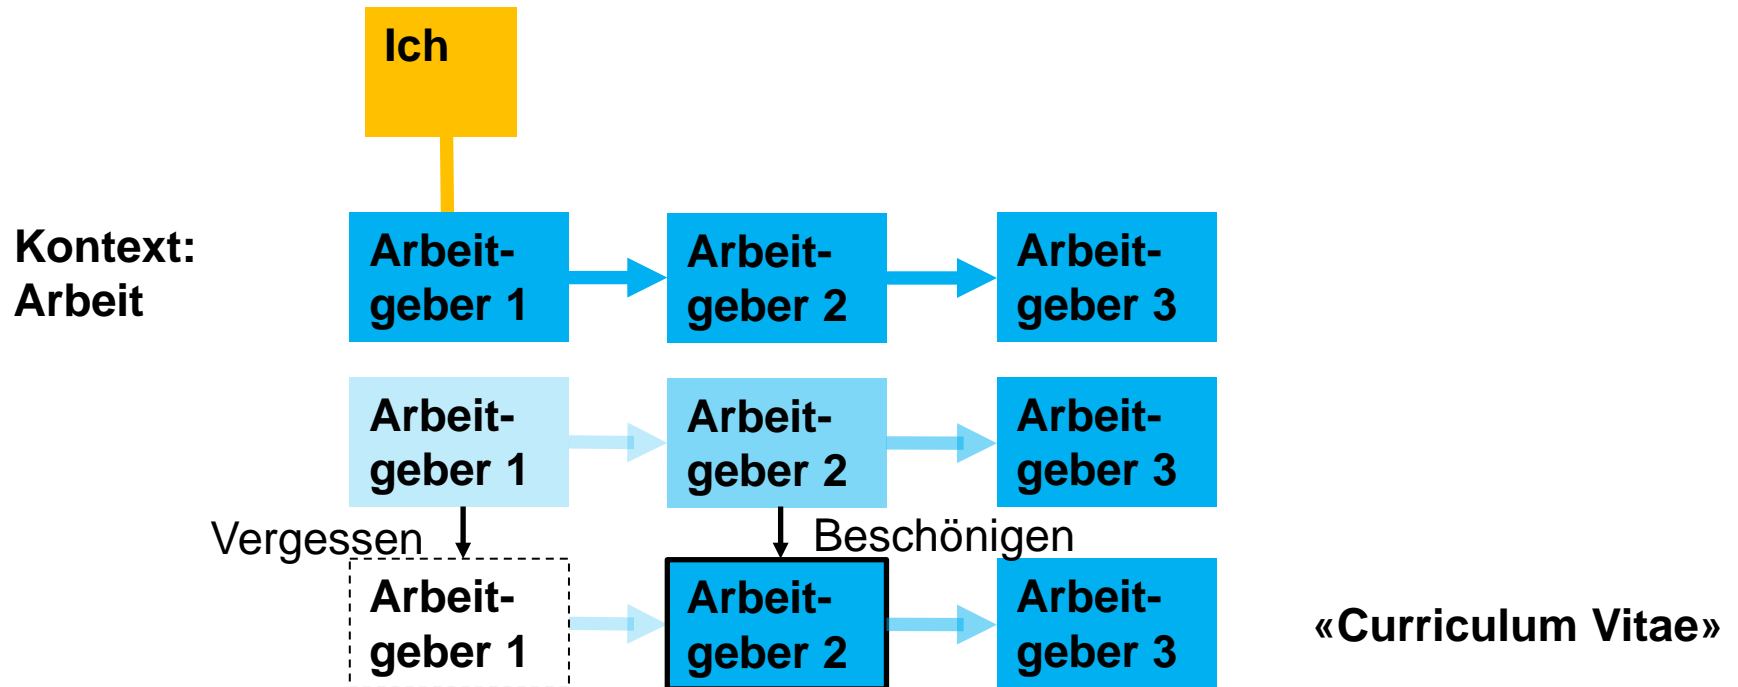 Ich
Kontext:
Arbeit
Arbeit-
geber 1
Arbeit-
geber 2
Arbeit-
geber 3
Arbeit-
geber 1
Arbeit-
geber 2
Arbeit-
geber 3
Vergessen
Beschönigen
Arbeit-
geber 1
Arbeit-
geber 2
Arbeit-
geber 3
«Curriculum Vitae»